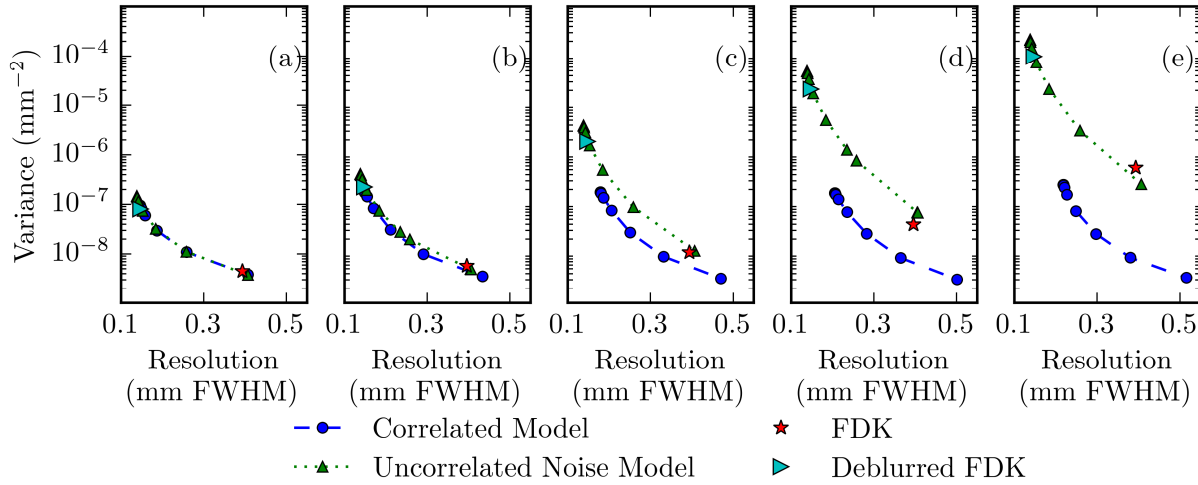 (a) (b) (c) (d) (e)
10⁻⁴
10⁻⁵
10⁻⁶
10⁻⁷
10⁻⁸
Variance (mm⁻²)
0.1 0.3 0.5 0.1 0.3 0.5 0.1 0.3 0.5 0.1 0.3 0.5 0.1 0.3 0.5
Resolution Resolution Resolution Resolution Resolution
(mm FWHM) (mm FWHM) (mm FWHM) (mm FWHM) (mm FWHM)
Correlated Model FDK
Uncorrelated Noise Model Deblurred FDK